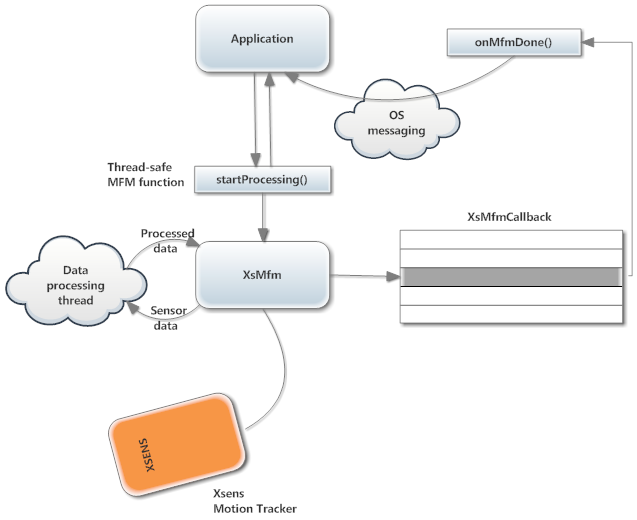 Application
onMfmDone()
OS
messaging
Thread-safe
MFM function
startProcessing()
XsMfmCallback
Processed
data
Data
processing
thread
XsMfm
Sensor
data
XSENS
Xsens
Motion Tracker